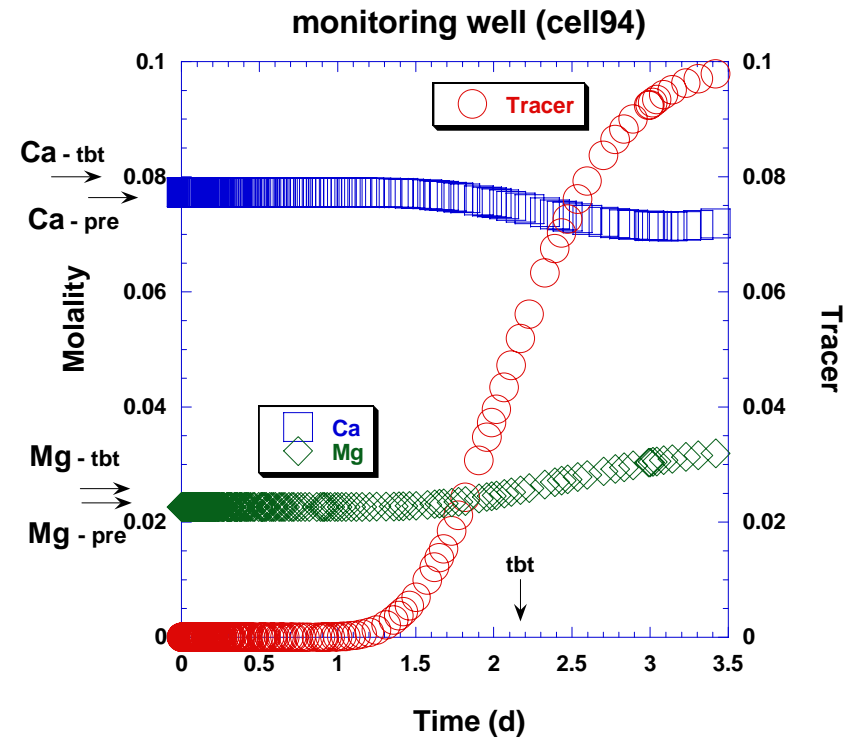 monitoring well (cell94)
0.1
0.08
0.06
0.04
0.02
0
Ca - tbt
Ca - pre
Molality
Mg - tbt
Mg - pre
Tracer
Ca
Mg
tbt
0.1
0.08
0.06
0.04
0.02
0
Tracer
0 0.5 1 1.5 2 2.5 3 3.5
Time (d)